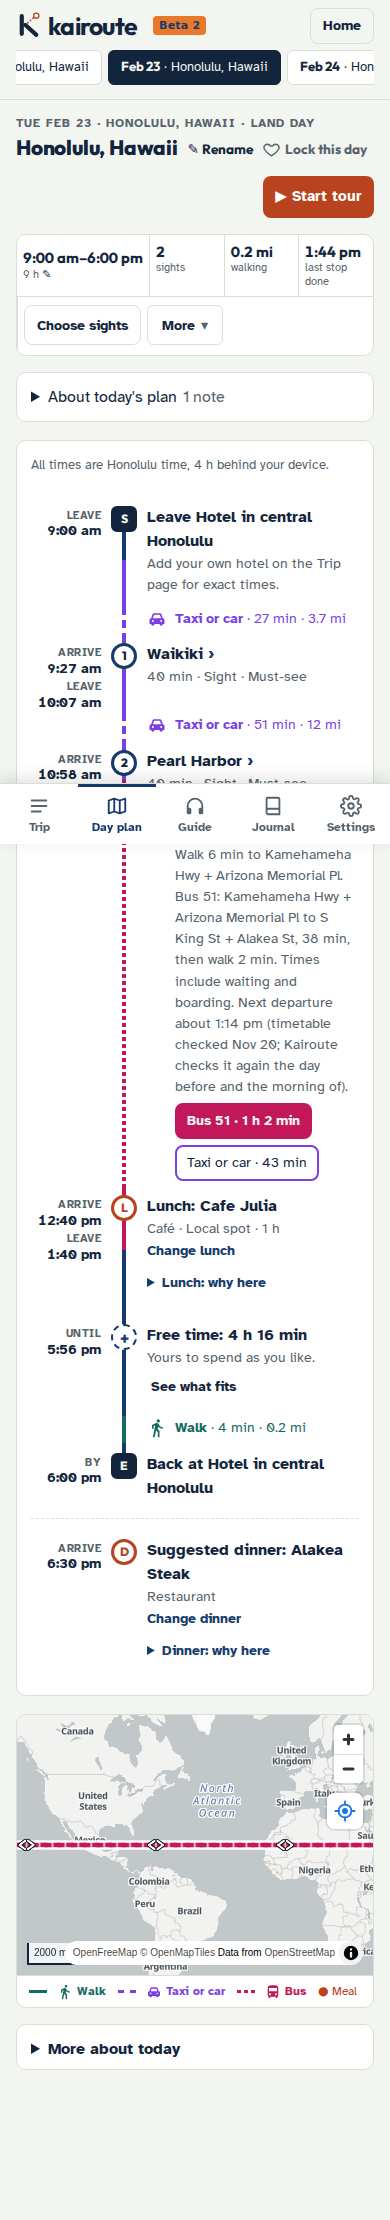 kairoute
Beta 2
Home
olulu, Hawaii
Feb 23 · Honolulu, Hawaii
Feb 24 · Hon
TUE FEB 23 · HONOLULU, HAWAII · LAND DAY
Honolulu, Hawaii
✎ Rename
Lock this day
▶ Start tour
9:00 am–6:00 pm
9 h ✎
2
sights
0.2 mi
walking
1:44 pm
last stop
done
Choose sights
More ▾
▶ About today's plan 1 note
All times are Honolulu time, 4 h behind your device.
LEAVE
9:00 am
S
Leave Hotel in central
Honolulu
Add your own hotel on the Trip
page for exact times.
Taxi or car · 27 min · 3.7 mi
ARRIVE
9:27 am
LEAVE
10:07 am
1
Waikiki ›
40 min · Sight · Must-see
Taxi or car · 51 min · 12 mi
ARRIVE
10:58 am
2
Pearl Harbor ›
40 min · Sight · Must-see
Trip
Day plan
Guide
Journal
Settings
Walk 6 min to Kamehameha
Hwy + Arizona Memorial Pl.
Bus 51: Kamehameha Hwy +
Arizona Memorial Pl to S
King St + Alakea St, 38 min,
then walk 2 min. Times
include waiting and
boarding. Next departure
about 1:14 pm (timetable
checked Nov 20; Kairoute
checks it again the day
before and the morning of).
Bus 51 · 1 h 2 min
Taxi or car · 43 min
ARRIVE
12:40 pm
LEAVE
1:40 pm
L
Lunch: Cafe Julia
Café · Local spot · 1 h
Change lunch
▶ Lunch: why here
UNTIL
5:56 pm
+
Free time: 4 h 16 min
Yours to spend as you like.
See what fits
Walk · 4 min · 0.2 mi
BY
6:00 pm
E
Back at Hotel in central
Honolulu
ARRIVE
6:30 pm
D
Suggested dinner: Alakea
Steak
Restaurant
Change dinner
▶ Dinner: why here
Canada
United
Kingdom
North
Atlantic
Ocean
United
States
Spain
Italy
Mexico
Sau
Colombia
Nigeria
Eth
Ke
Peru
Brazil
Argentina
+
−
2000 m
OpenFreeMap © OpenMapTiles Data from OpenStreetMap
Walk
Taxi or car
Bus
Meal
▶ More about today